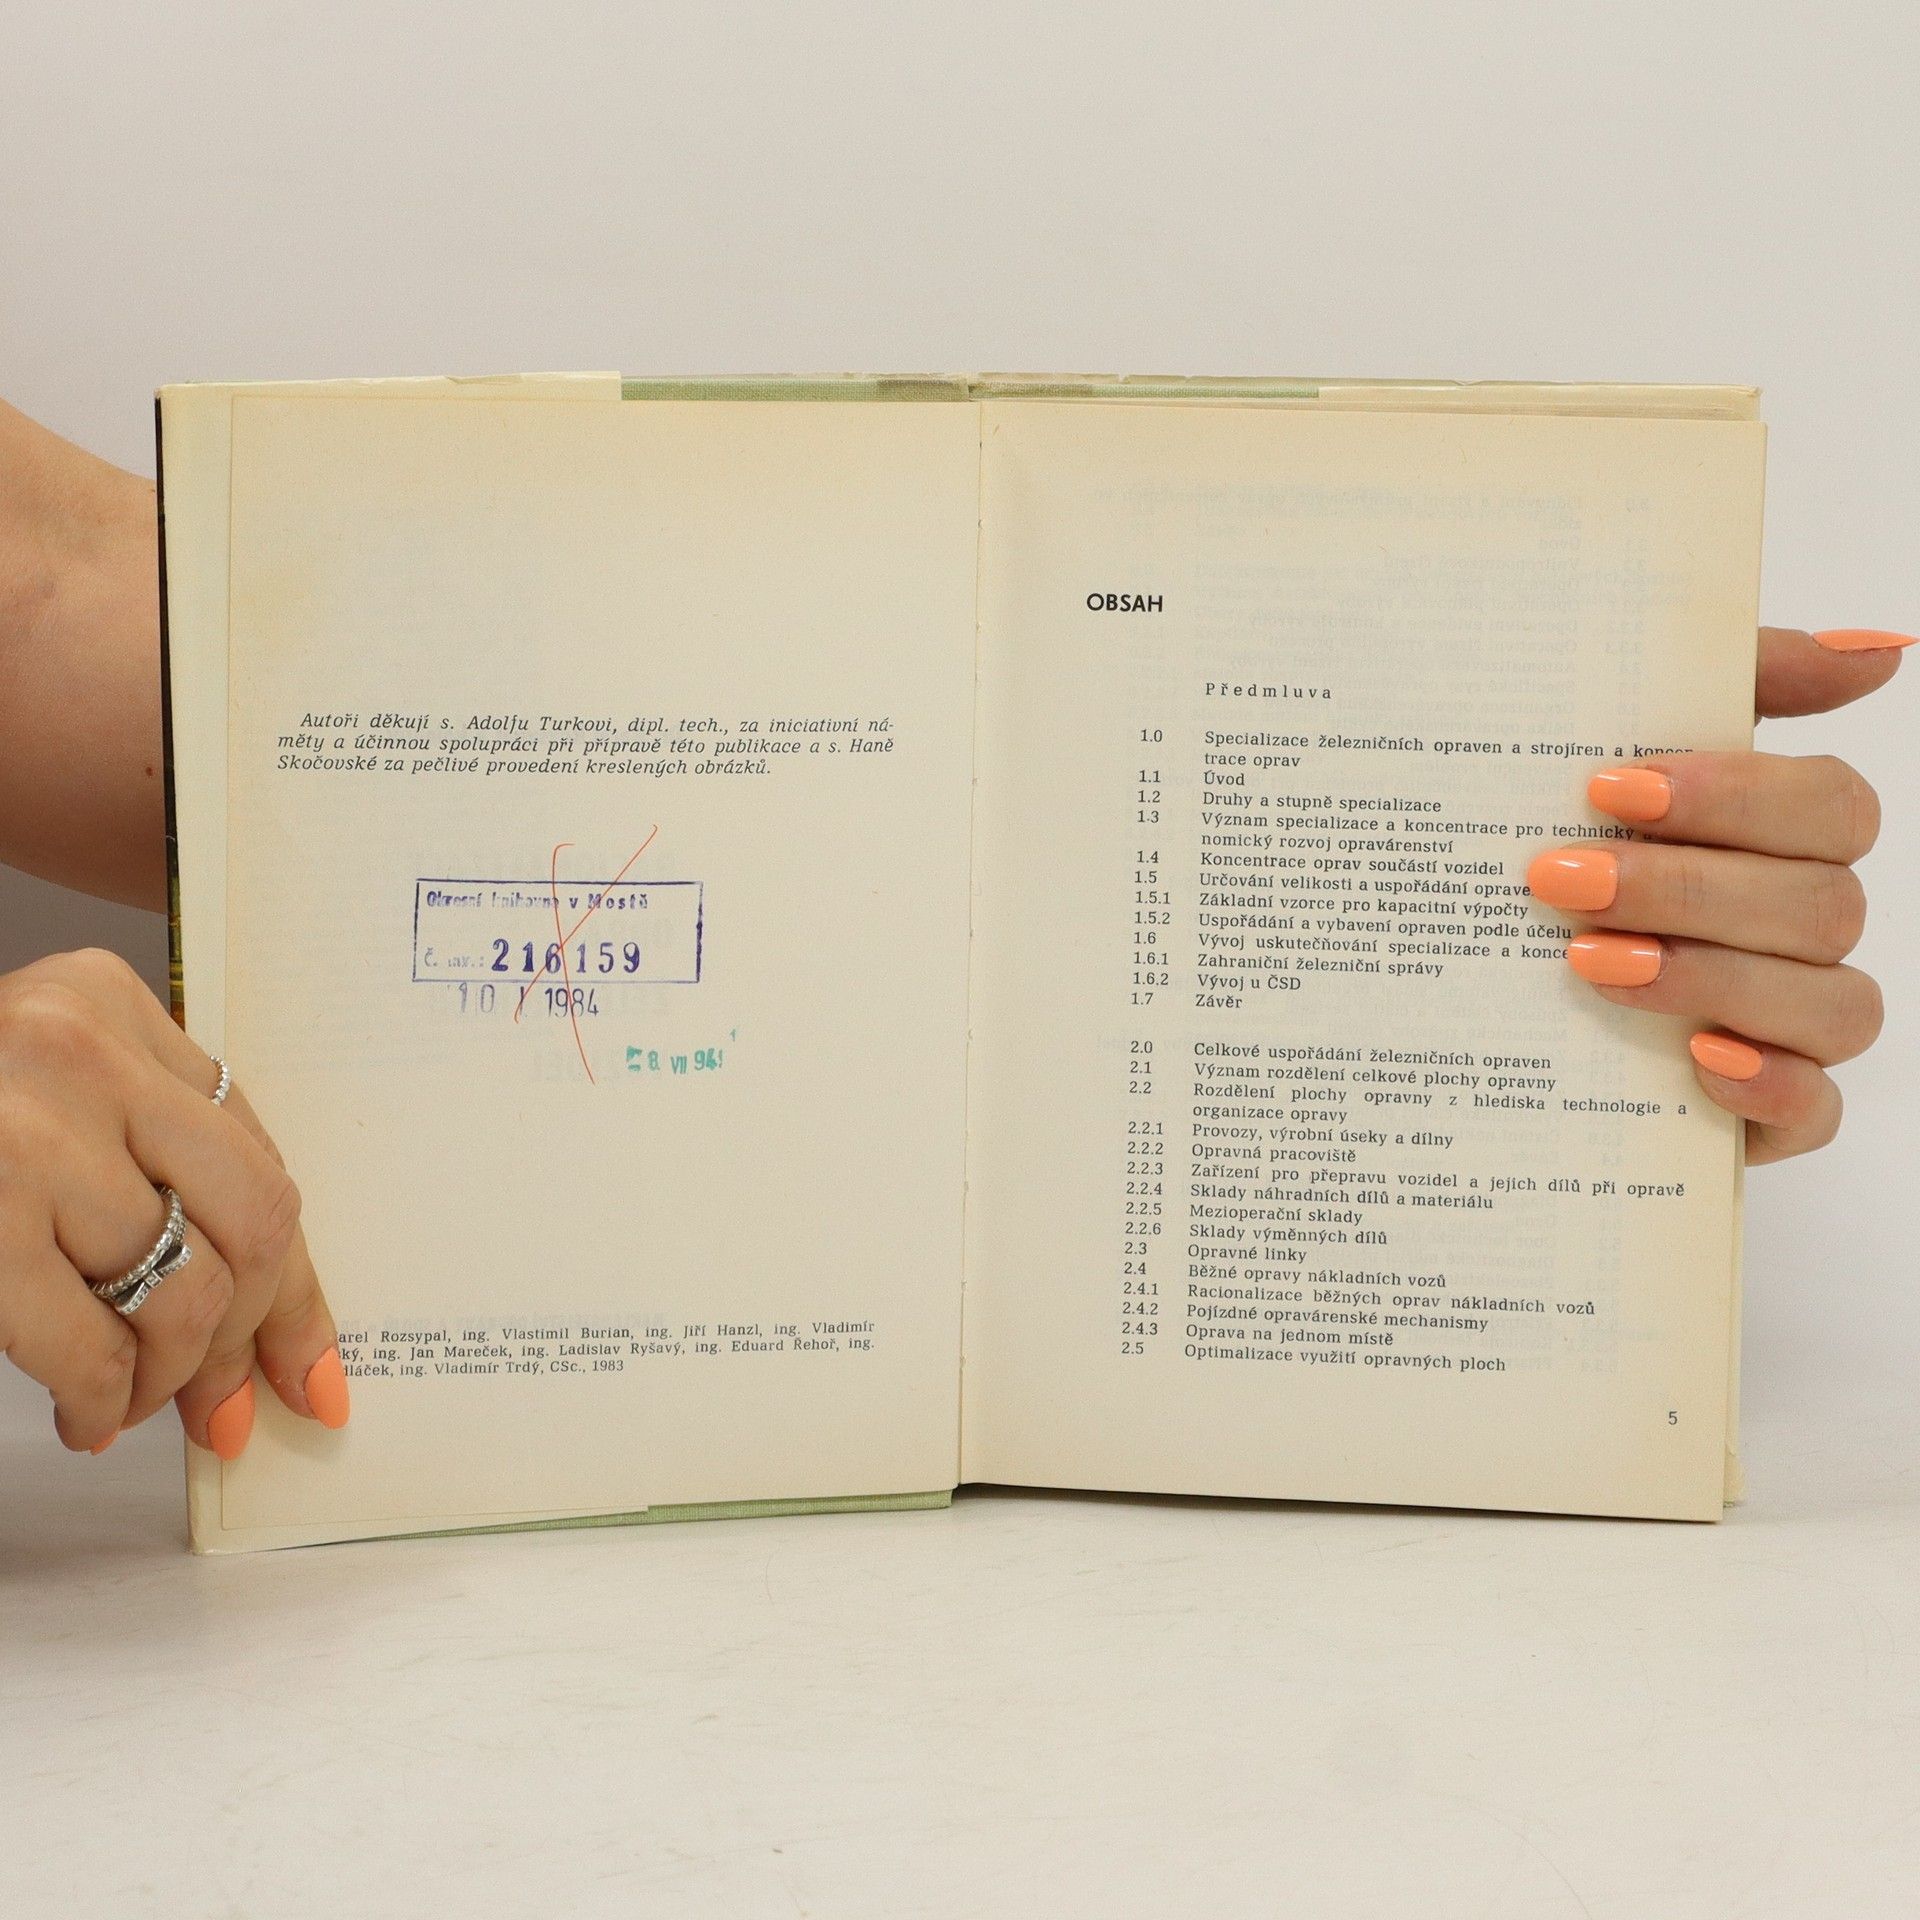 Autoři děkují s. Adolfu Turkovi, dipl. tech., za iniciativní ná-
měty a účinnou spolupráci při přípravě této publikace a s. Haně
Skočovské za pečlivé provedení kreslených obrázků.
Okresní knihovna v Mostě
Č. inv.: 216159
10 I 1984
8 VII 94
arel Rozsypal, ing. Vlastimil Burian, ing. Jiří Hanzl, ing. Vladimír
ký, ing. Jan Mareček, ing. Ladislav Ryšavý, ing. Eduard Řehoř, ing.
dláček, ing. Vladimír Trdý, CSc., 1983
OBSAH
Předmluva
1.0 Specializace železničních opraven a strojíren a koncen-
trace oprav
1.1 Úvod
1.2 Druhy a stupně specializace
1.3 Význam specializace a koncentrace pro technický a
nomický rozvoj opravárenství
1.4 Koncentrace oprav součástí vozidel
1.5 Určování velikosti a uspořádání oprave
1.5.1 Základní vzorce pro kapacitní výpočty
1.5.2 Uspořádání a vybavení opraven podle účelu
1.6 Vývoj uskutečňování specializace a konce
1.6.1 Zahraniční železniční správy
1.6.2 Vývoj u ČSD
1.7 Závěr
2.0 Celkové uspořádání železničních opraven
2.1 Význam rozdělení celkové plochy opravny
2.2 Rozdělení plochy opravny z hlediska technologie a
organizace opravy
2.2.1 Provozy, výrobní úseky a dílny
2.2.2 Opravná pracoviště
2.2.3 Zařízení pro přepravu vozidel a jejich dílů při opravě
2.2.4 Sklady náhradních dílů a materiálu
2.2.5 Mezioperační sklady
2.2.6 Sklady výměnných dílů
2.3 Opravné linky
2.4 Běžné opravy nákladních vozů
2.4.1 Racionalizace běžných oprav nákladních vozů
2.4.2 Pojízdné opravárenské mechanismy
2.4.3 Oprava na jednom místě
2.5 Optimalizace využití opravných ploch
5